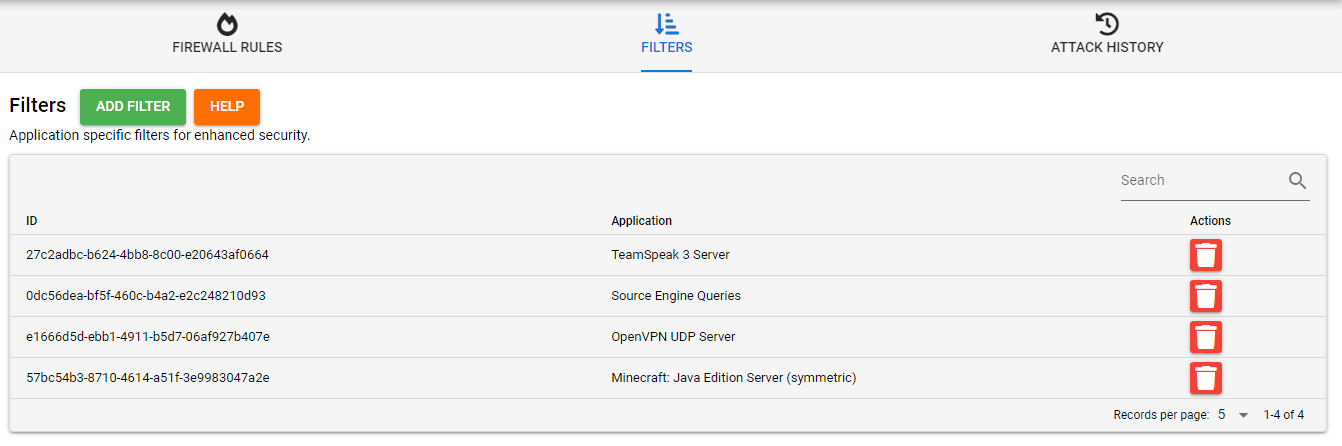 FIREWALL RULES
FILTERS
ATTACK HISTORY
Filters ADD FILTER HELP
Application specific filters for enhanced security.
Search
ID Application Actions
27c2adbc-b624-4bb8-8c00-e20643af0664 TeamSpeak 3 Server
0dc56dea-bf5f-460c-b4a2-e2c248210d93 Source Engine Queries
e1666d5d-ebb1-4911-b5d7-06af927b407e OpenVPN UDP Server
57bc54b3-8710-4614-a51f-3e9983047a2e Minecraft: Java Edition Server (symmetric)
Records per page: 5 1-4 of 4